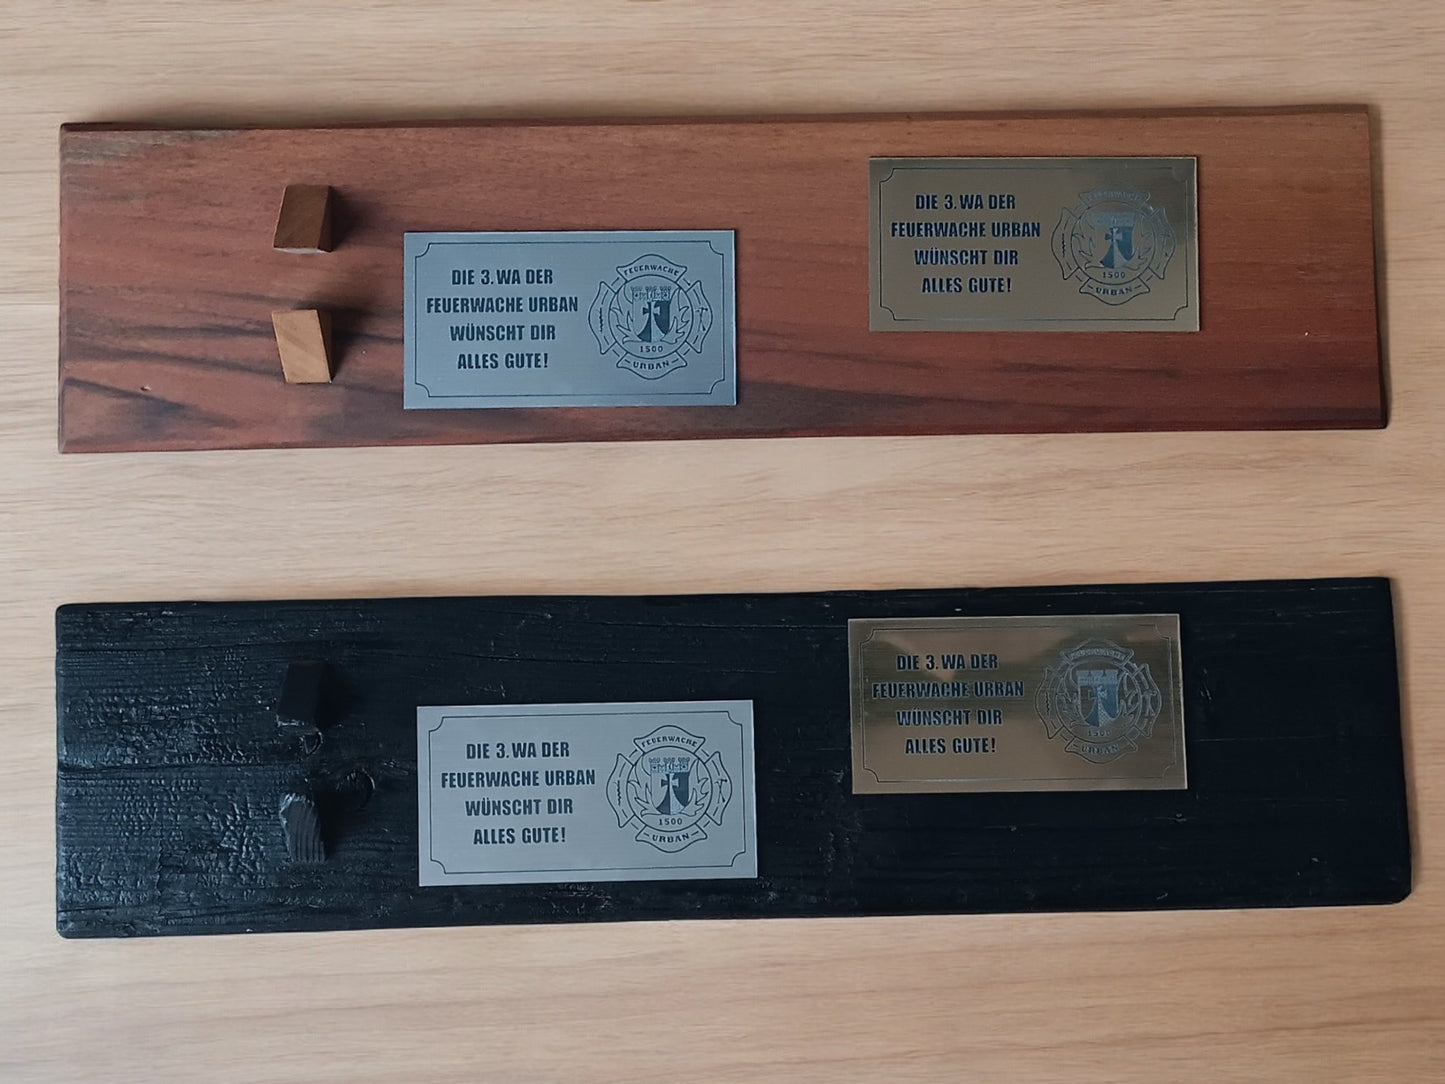 DIE 3. WA DER
FEUERWACHE URBAN
WÜNSCHT DIR
ALLES GUTE!
FEUERWACHE
1500
URBAN
DIE 3. WA DER
FEUERWACHE URBAN
WÜNSCHT DIR
ALLES GUTE!
FEUERWACHE
1500
URBAN
DIE 3. WA DER
FEUERWACHE URBAN
WÜNSCHT DIR
ALLES GUTE!
FEUERWACHE
1500
URBAN
DIE 3. WA DER
FEUERWACHE URBAN
WÜNSCHT DIR
ALLES GUTE!
FEUERWACHE
1500
URBAN